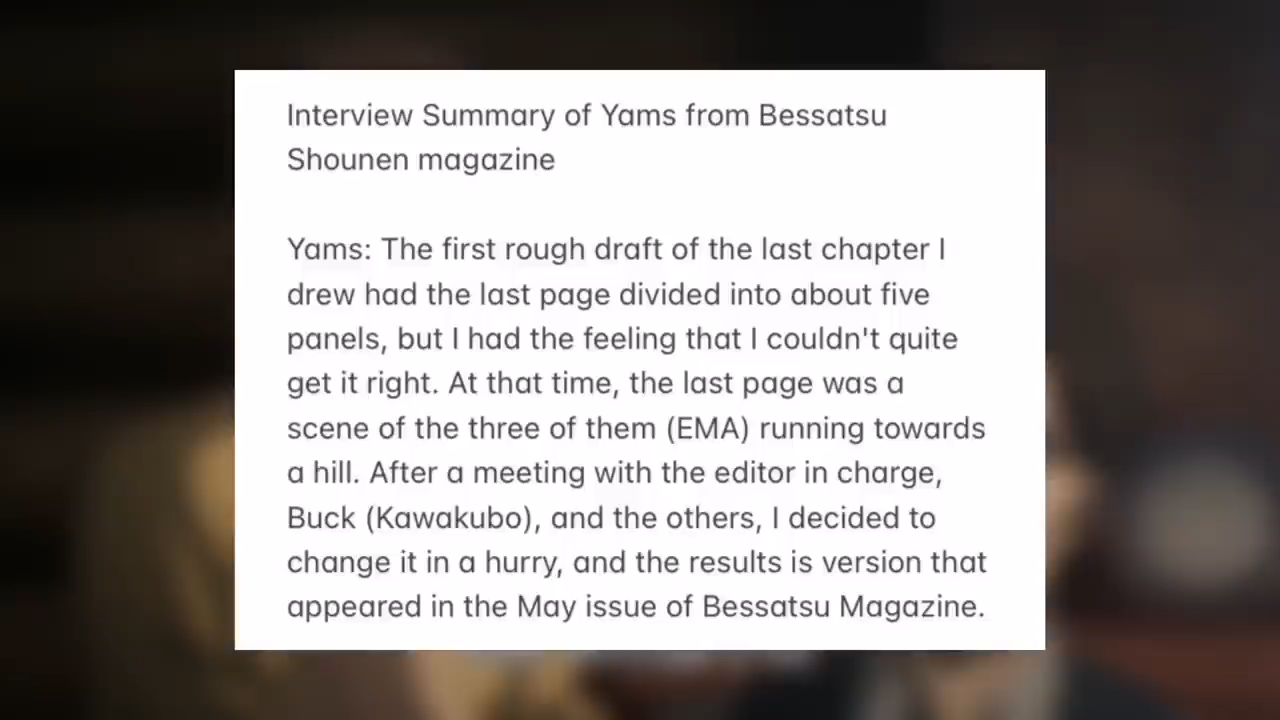 Interview Summary of Yams from Bessatsu
Shounen magazine
Yams: The first rough draft of the last chapter I
drew had the last page divided into about five
panels, but I had the feeling that I couldn't quite
get it right. At that time, the last page was a
scene of the three of them (EMA) running towards
a hill. After a meeting with the editor in charge,
Buck (Kawakubo), and the others, I decided to
change it in a hurry, and the results is version that
appeared in the May issue of Bessatsu Magazine.